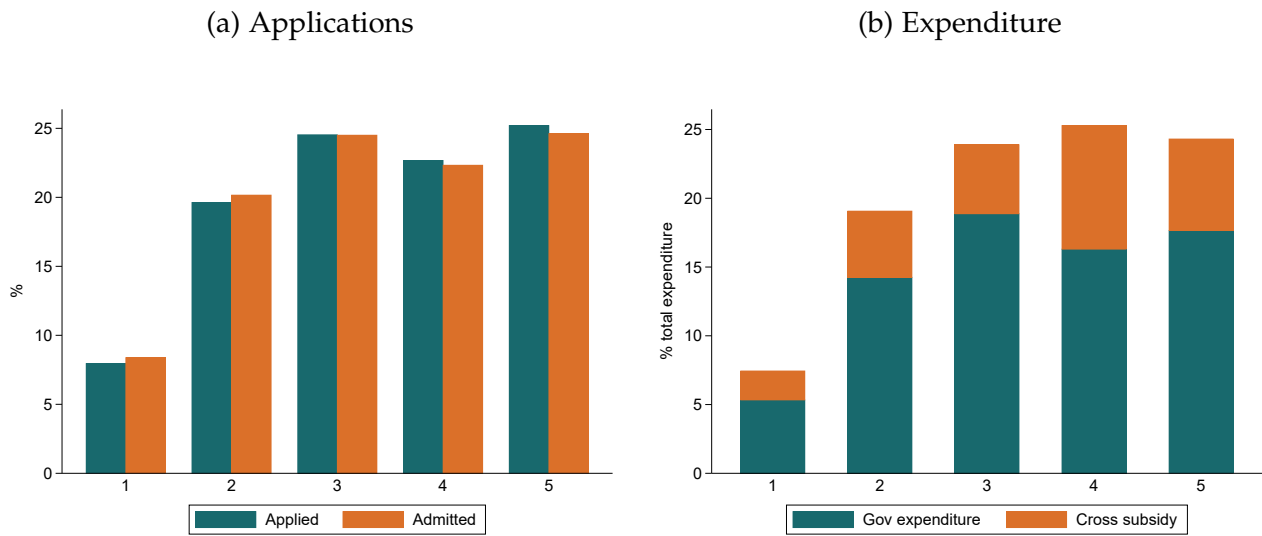 (a) Applications
25
20
15
10
5
0
%
1 2 3 4 5
Applied Admitted
(b) Expenditure
25
20
15
10
5
0
% total expenditure
1 2 3 4 5
Gov expenditure Cross subsidy